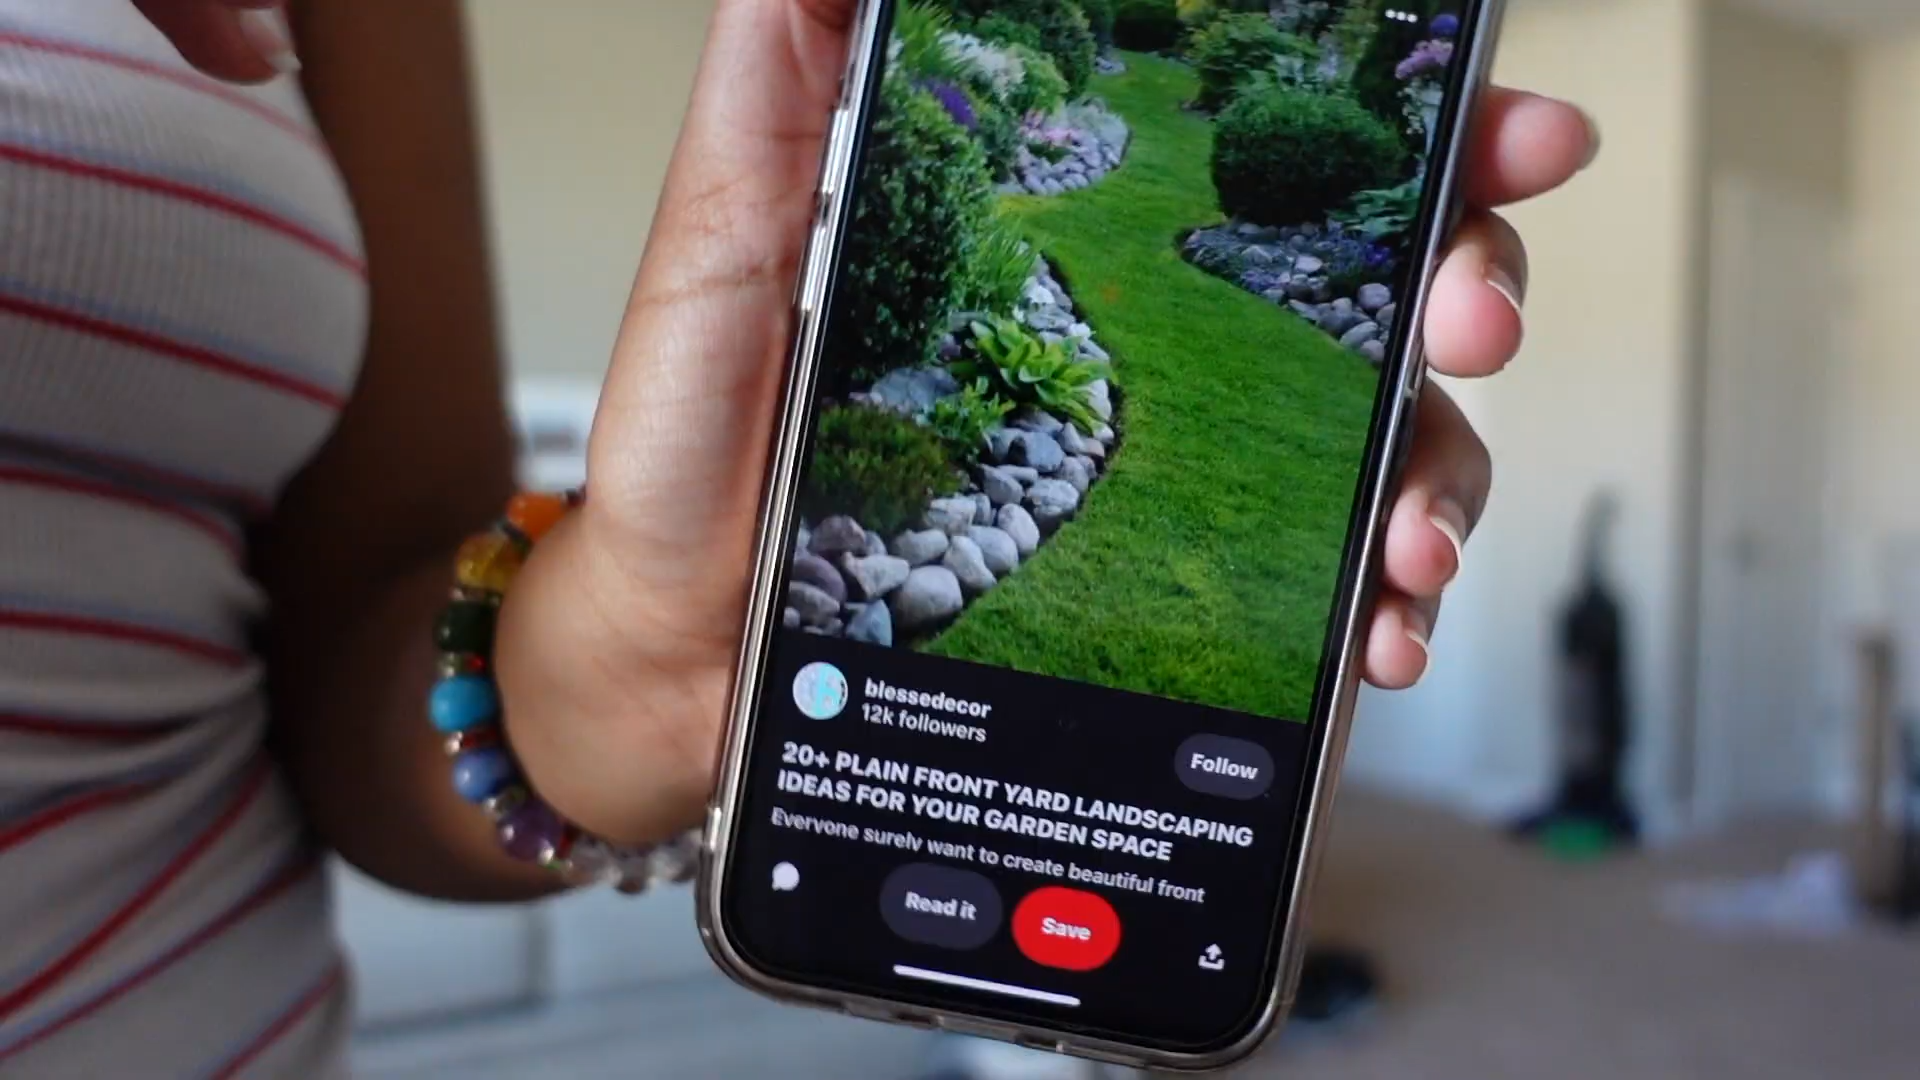 blessedecor
12k followers
Follow
20+ PLAIN FRONT YARD LANDSCAPING
IDEAS FOR YOUR GARDEN SPACE
Everyone surely want to create beautiful front
Read it
Save